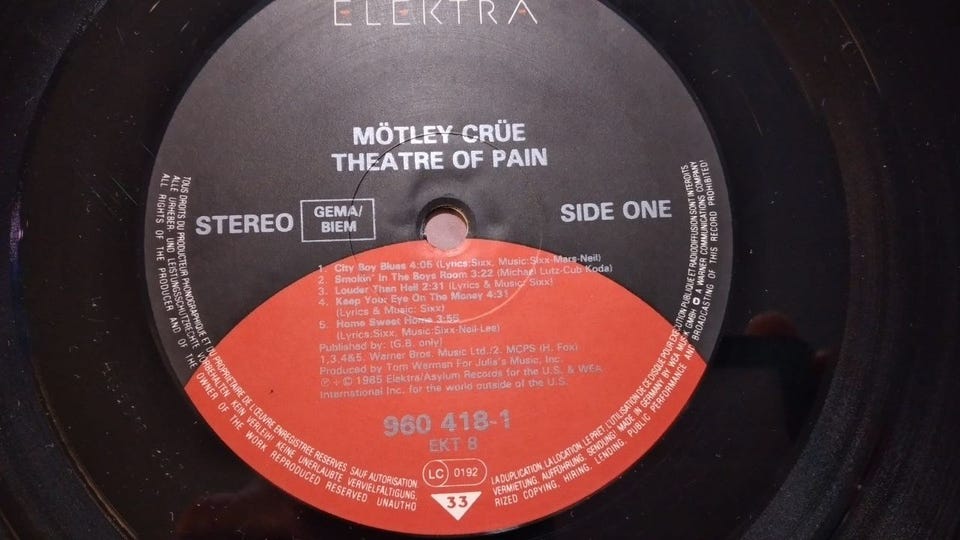 ELEKTRA
MÖTLEY CRÜE
THEATRE OF PAIN
STEREO
GEMA/
BIEM
SIDE ONE
1. City Boy Blues 4:05 (Lyrics:Sixx, Music:Sixx-Mars-Neil)
2. Smokin' In The Boys Room 3:22 (Michael Lutz-Cub Koda)
3. Louder Than Hell 2:31 (Lyrics & Music: Sixx)
4. Keep Your Eye On The Money 4:31
(Lyrics & Music: Sixx)
5. Home Sweet Home 3:55
(Lyrics:Sixx, Music:Sixx-Neil-Lee)
Published by: (G.B. only)
1,3,4&5. Warner Bros. Music Ltd./2. MCPS (H. Fox)
Produced by Tom Werman For Julia's Music, Inc.
℗ + © 1985 Elektra/Asylum Records for the U.S. & WEA
International Inc. for the world outside of the U.S.
960 418-1
EKT 8
LC 0192
33
TOUS DROITS DU PRODUCTEUR PHONOGRAPHIQUE ET DU PROPRIETAIRE DE L'ŒUVRE ENREGISTREE RESERVES SAUF AUTORISATION
ALLE URHEBER- UND LEISTUNGSSCHUTZRECHTE VORBEHALTEN KEIN VERLEIH! KEINE UNERLAUBTE VERVIELFÄLTIGUNG,
ALL RIGHTS OF THE PRODUCER AND OF THE OWNER OF THE WORK REPRODUCED RESERVED UNAUTHO
LA DUPLICATION, LA LOCATION, LE PRET, L'UTILISATION DE CE DISQUE POUR EXECUTION PUBLIQUE ET RADIODIFFUSION SONT INTERDITS
VERMIETUNG, AUFFÜHRUNG, SENDUNG! MADE IN GERMANY BY WEA MUSIK GMBH A WARNER COMMUNICATIONS COMPANY
RIZED COPYING, HIRING, LENDING, PUBLIC PERFORMANCE AND BROADCASTING OF THIS RECORD PROHIBITED!